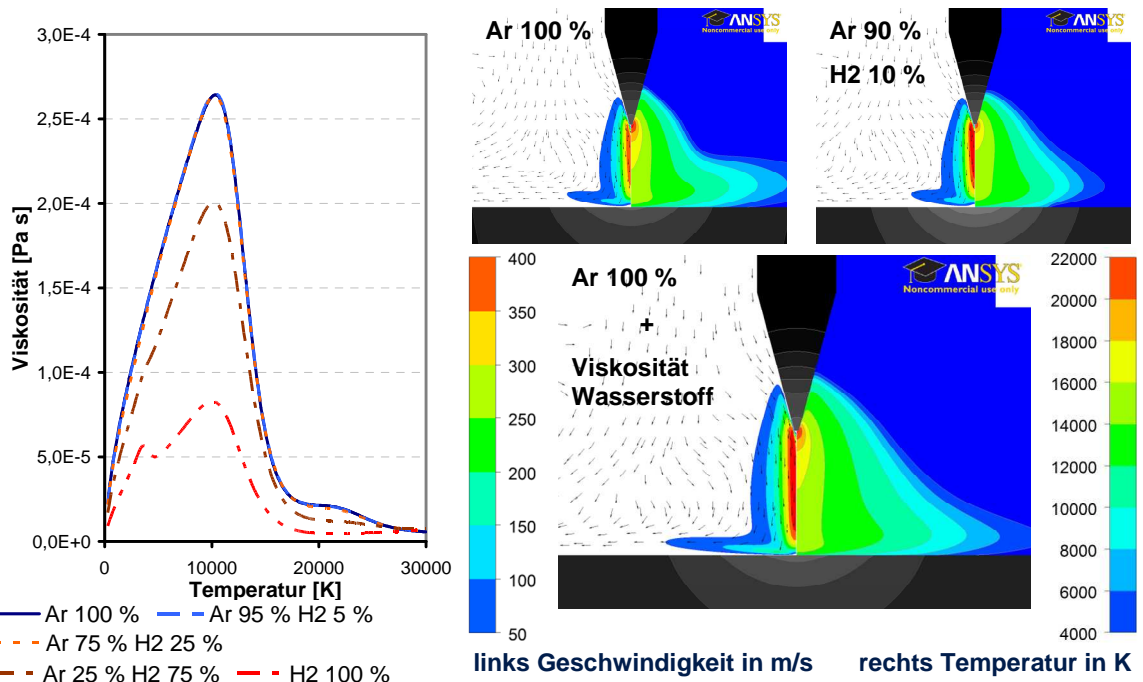 3,0E-4
2,5E-4
2,0E-4
1,5E-4
1,0E-4
5,0E-5
0,0E+0
Viskosität [Pa s]
0 10000 20000 30000
Temperatur [K]
Ar 100 % Ar 95 % H2 5 %
Ar 75 % H2 25 %
Ar 25 % H2 75 % H2 100 %
Ar 100 %
ANSYS
Noncommercial use only
Ar 90 %
H2 10 %
ANSYS
Noncommercial use only
400
350
300
250
200
150
100
50
Ar 100 %
+
Viskosität
Wasserstoff
ANSYS
Noncommercial use only
22000
20000
18000
16000
14000
12000
10000
8000
6000
4000
links Geschwindigkeit in m/s rechts Temperatur in K